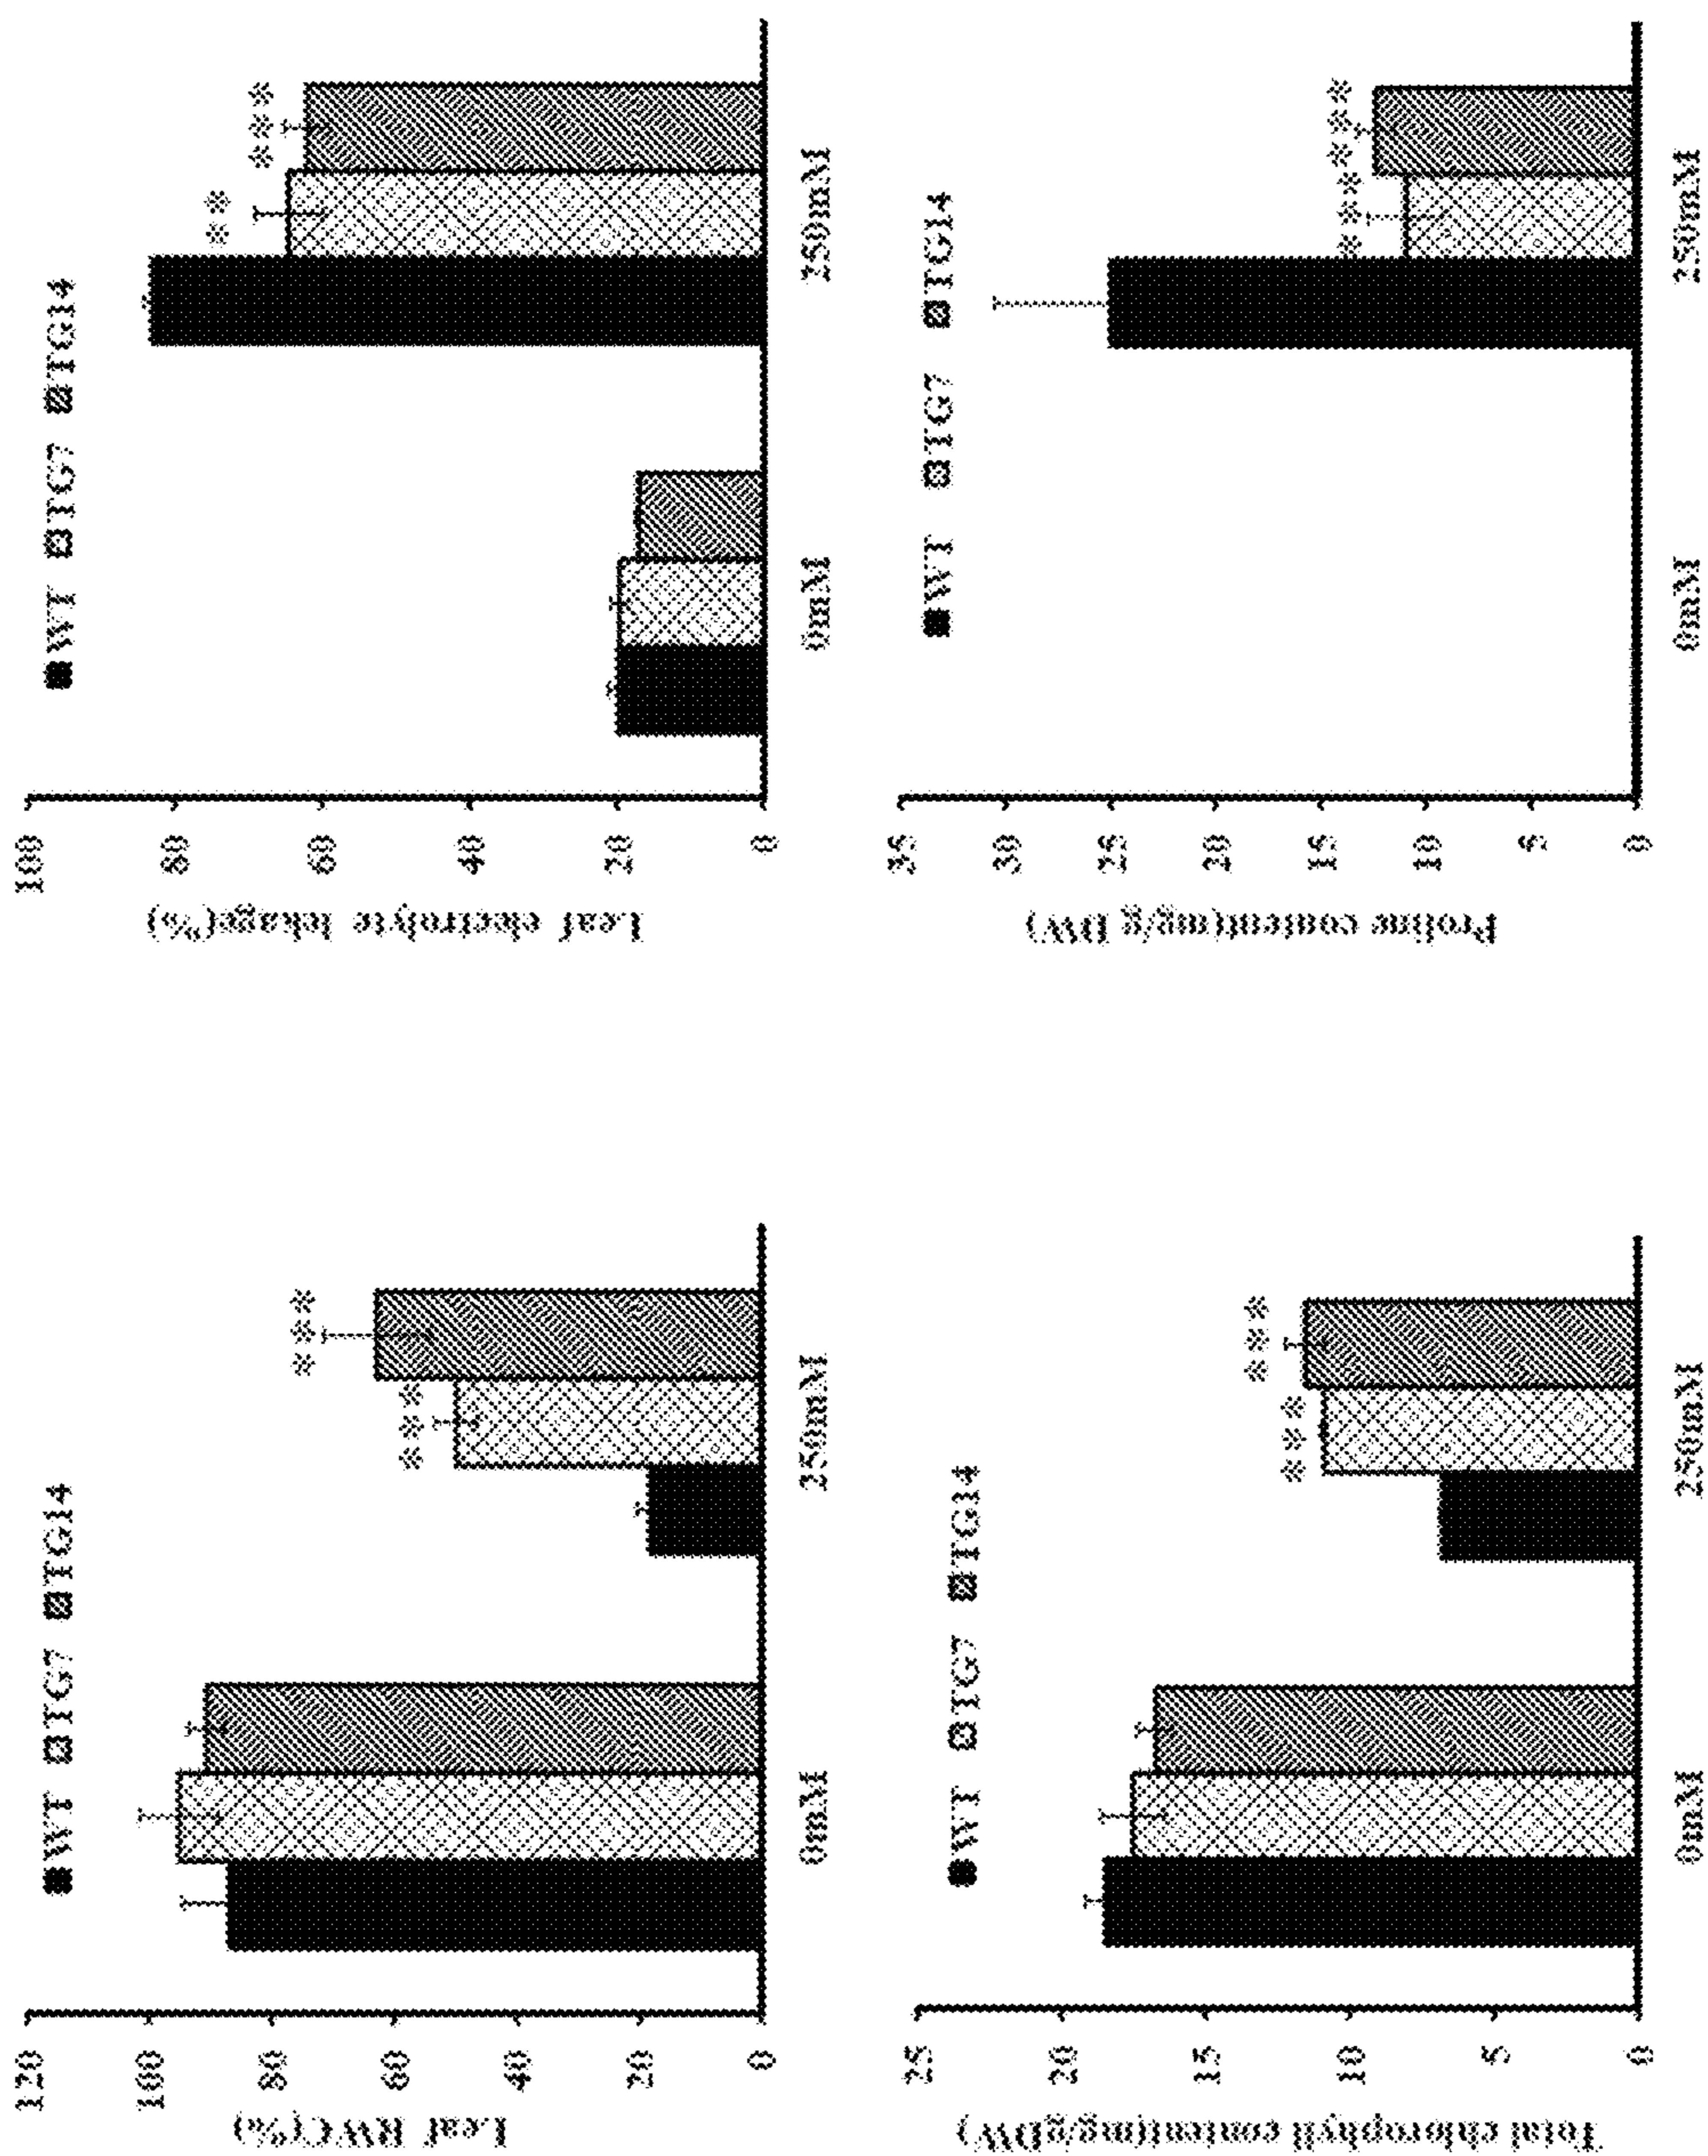 Leaf RWC(%)
120
100
80
60
40
20
0
WT TG7 TG14
***
***
0mM 250mM
Leaf electrolyte lekage(%)
100
80
60
40
20
0
WT TG7 TG14
**
***
0mM 250mM
Total chlorophyll content(mg/gDW)
25
20
15
10
5
0
WT TG7 TG14
***
***
0mM 250mM
Proline content(mg/g DW)
35
30
25
20
15
10
5
0
WT TG7 TG14
***
***
0mM 250mM